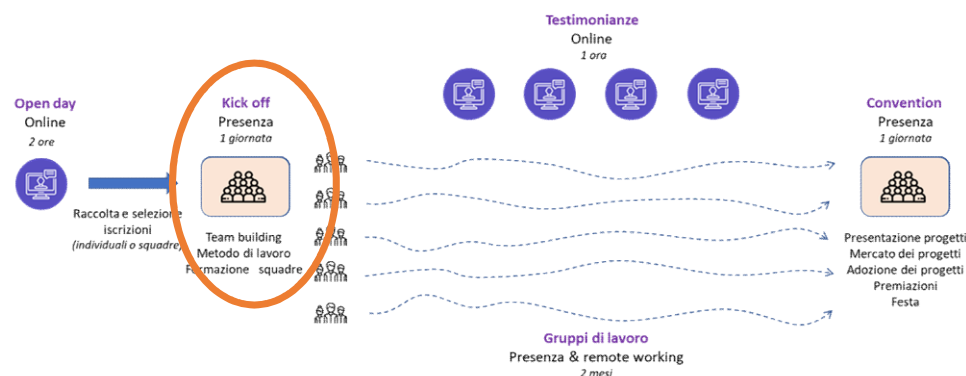 Testimonianze
Online
1 ora
Open day
Online
2 ore
Kick off
Presenza
1 giornata
Convention
Presenza
1 giornata
Raccolta e selezione
iscrizioni
(individuali o squadre)
Team building
Metodo di lavoro
Formazione squadre
Presentazione progetti
Mercato dei progetti
Adozione dei progetti
Premiazioni
Festa
Gruppi di lavoro
Presenza & remote working
2 mesi